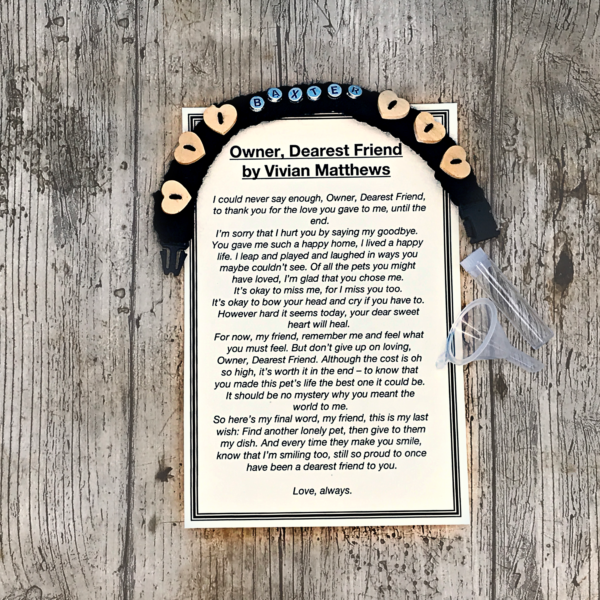 BAXTER
Owner, Dearest Friend
by Vivian Matthews
I could never say enough, Owner, Dearest Friend,
to thank you for the love you gave to me, until the
end.
I'm sorry that I hurt you by saying my goodbye.
You gave me such a happy home, I lived a happy
life. I leap and played and laughed in ways you
maybe couldn't see. Of all the pets you might
have loved, I'm glad that you chose me.
It's okay to miss me, for I miss you too.
It's okay to bow your head and cry if you have to.
However hard it seems today, your dear sweet
heart will heal.
For now, my friend, remember me and feel what
you must feel. But don't give up on loving,
Owner, Dearest Friend. Although the cost is oh
so high, it's worth it in the end – to know that
you made this pet's life the best one it could be.
It should be no mystery why you meant the
world to me.
So here's my final word, my friend, this is my last
wish: Find another lonely pet, then give to them
my dish. And every time they make you smile,
know that I'm smiling too, still so proud to once
have been a dearest friend to you.
Love, always.